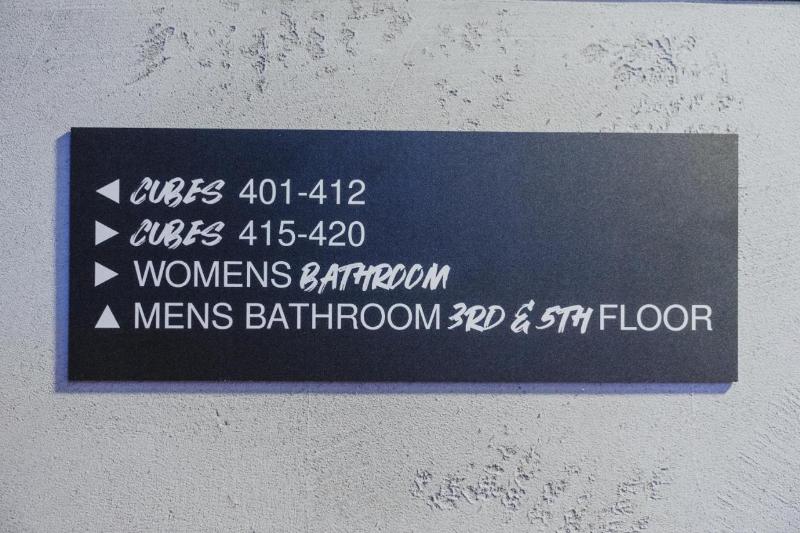 ◀ CUBES 401-412
▶ CUBES 415-420
▶ WOMENS BATHROOM
▲ MENS BATHROOM 3RD & 5TH FLOOR